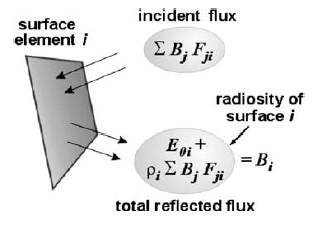 incident flux
surface
element i
Σ Bⱼ Fⱼᵢ
radiosity of
surface i
E₀ᵢ +
ρᵢ Σ Bⱼ Fⱼᵢ
= Bᵢ
total reflected flux